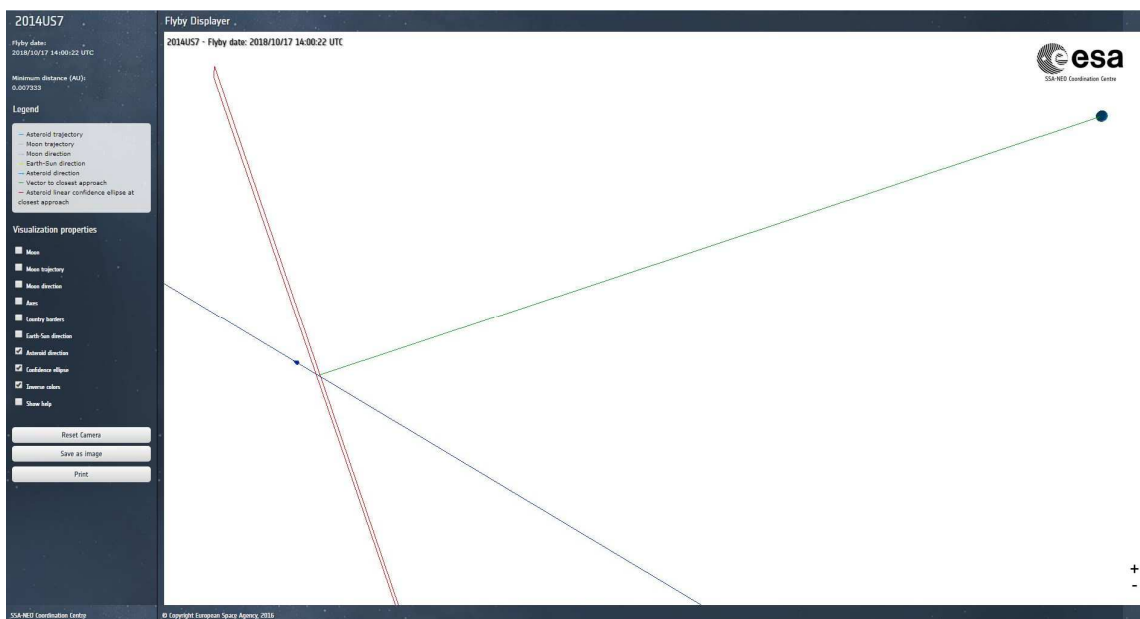 2014US7
Flyby date:
2018/10/17 14:00:22 UTC
Minimum distance (AU):
0.007333
Legend
Asteroid trajectory
Moon trajectory
Moon direction
Earth-Sun direction
Asteroid direction
Vector to closest approach
Asteroid linear confidence ellipse at
closest approach
Visualization properties
Moon
Moon trajectory
Moon direction
Axes
Country borders
Earth-Sun direction
Asteroid direction
Confidence ellipse
Inverse colors
Show help
Reset Camera
Save as image
Print
SSA-NEO Coordination Centre
Flyby Displayer
2014US7 - Flyby date: 2018/10/17 14:00:22 UTC
esa
SSA-NEO Coordination Centre
+
-
© Copyright European Space Agency, 2016